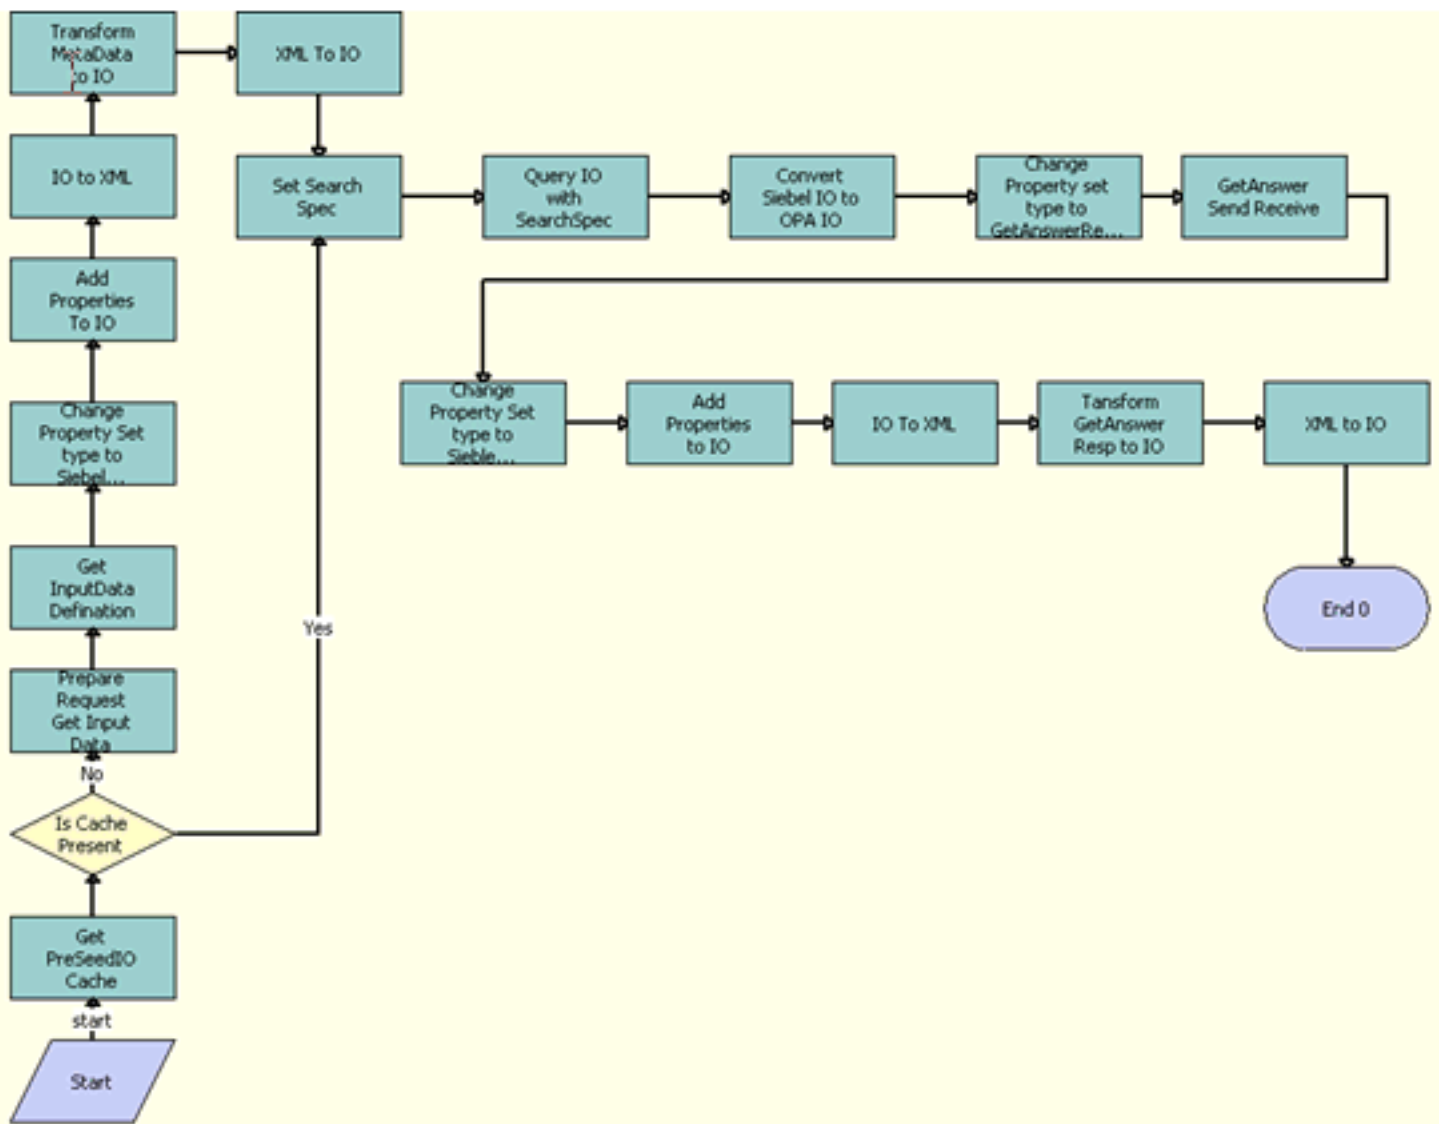 Transform
MetaData
to IO
XML To IO
IO to XML
Set Search
Spec
Query IO
with
SearchSpec
Convert
Siebel IO to
OPA IO
Change
Property set
type to
GetAnswerRe...
GetAnswer
Send Receive
Add
Properties
To IO
Change
Property Set
type to
Siebel...
Change
Property Set
type to
Sieble...
Add
Properties
to IO
IO To XML
Tansform
GetAnswer
Resp to IO
XML to IO
Get
InputData
Defination
End 0
Yes
Prepare
Request
Get Input
Data
No
Is Cache
Present
Get
PreSeedIO
Cache
start
Start